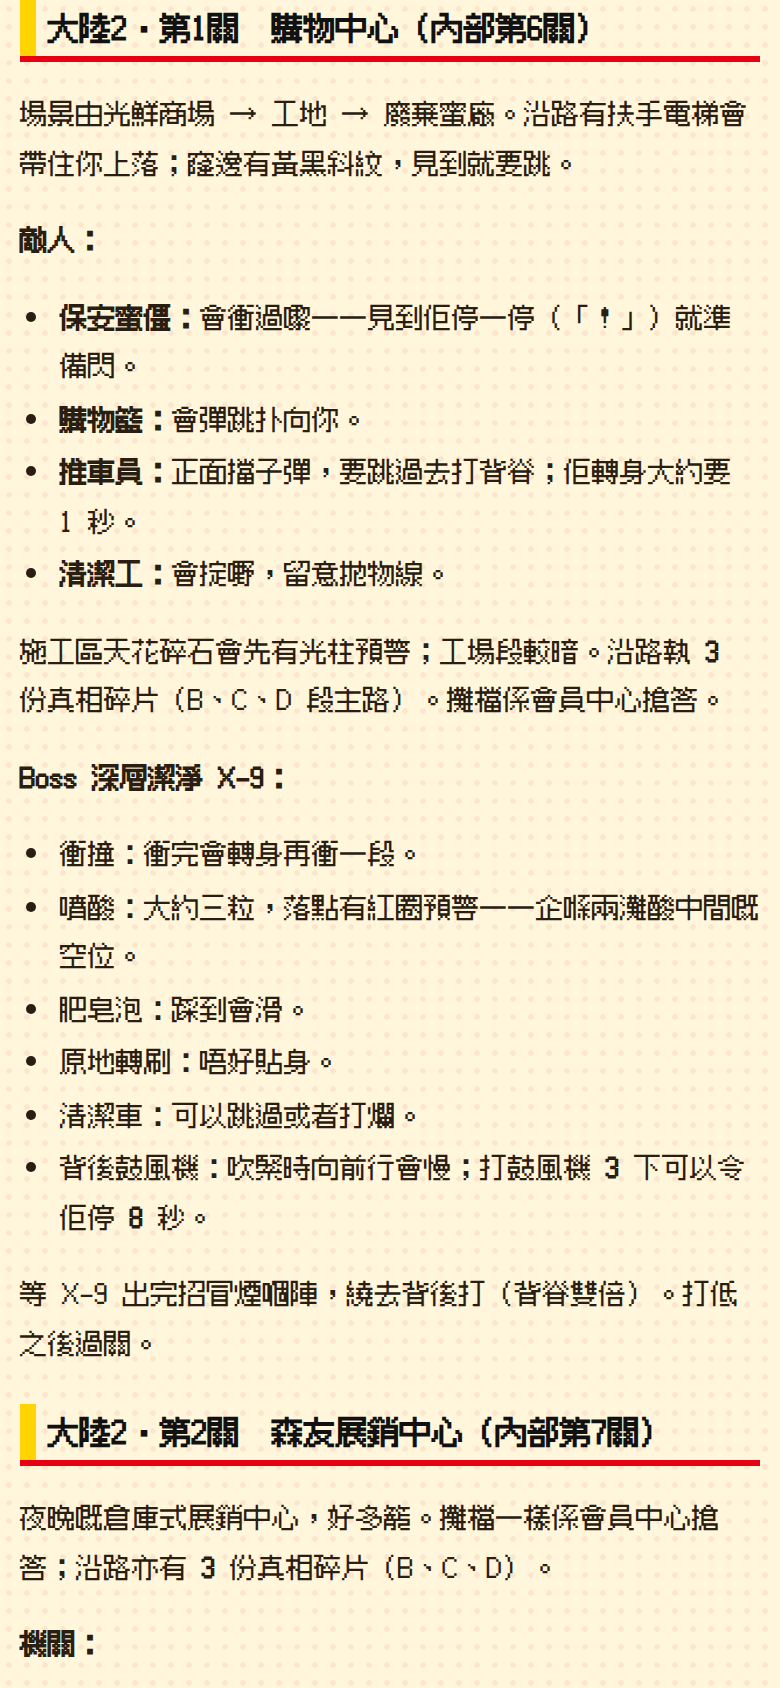 大陸2·第1關　購物中心（內部第6關）
場景由光鮮商場 → 工地 → 廢棄蜜廠。沿路有扶手電梯會
帶住你上落；窿邊有黃黑斜紋，見到就要跳。
敵人：
• 保安蜜僵：會衝過嚟——見到佢停一停（「！」）就準
備閃。
• 購物籃：會彈跳扑向你。
• 推車員：正面擋子彈，要跳過去打背脊；佢轉身大約要
1 秒。
• 清潔工：會掟嘢，留意拋物線。
施工區天花碎石會先有光柱預警；工場段較暗。沿路執 3
份真相碎片（B、C、D 段主路）。攤檔係會員中心搶答。
Boss 深層潔淨 X-9：
• 衝撞：衝完會轉身再衝一段。
• 噴酸：大約三粒，落點有紅圈預警——企喺兩灘酸中間嘅
空位。
• 肥皂泡：踩到會滑。
• 原地轉刷：唔好貼身。
• 清潔車：可以跳過或者打爛。
• 背後鼓風機：吹緊時向前行會慢；打鼓風機 3 下可以令
佢停 8 秒。
等 X-9 出完招冒煙嗰陣，繞去背後打（背脊雙倍）。打低
之後過關。
大陸2·第2關　森友展銷中心（內部第7關）
夜晚嘅倉庫式展銷中心，好多籠。攤檔一樣係會員中心搶
答；沿路亦有 3 份真相碎片（B、C、D）。
機關：